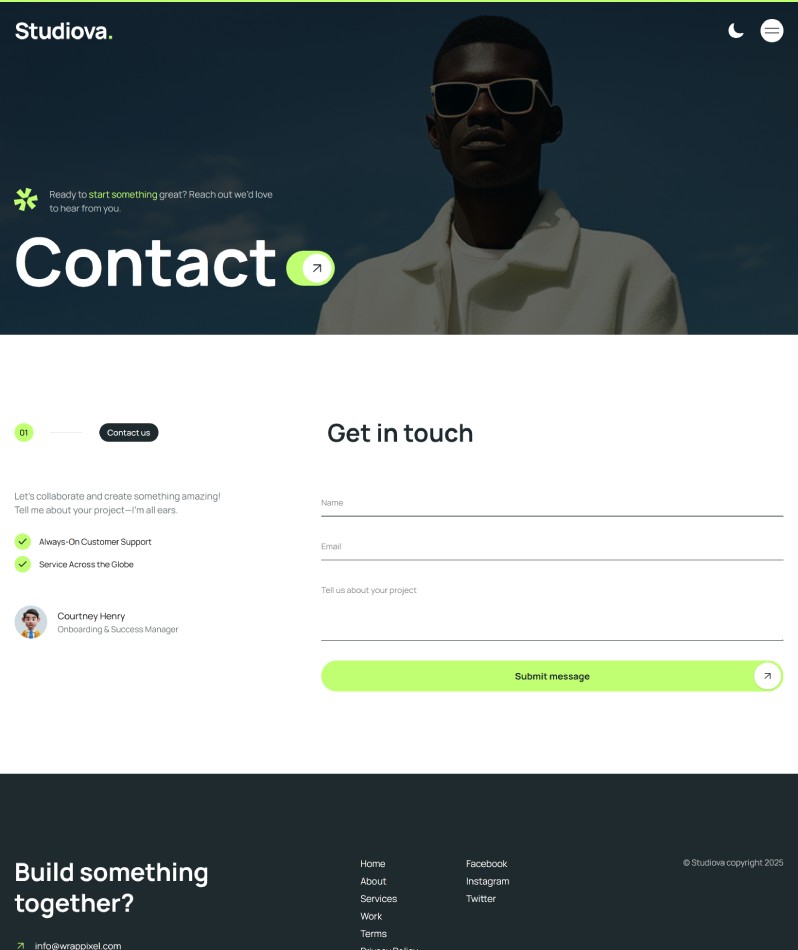 Studiova.
Ready to start something great? Reach out we'd love
to hear from you.
Contact
01
Contact us
Get in touch
Let's collaborate and create something amazing!
Tell me about your project—I'm all ears.
Always-On Customer Support
Service Across the Globe
Courtney Henry
Onboarding & Success Manager
Name
Email
Tell us about your project
Submit message
Build something
together?
info@wrappixel.com
Home
About
Services
Work
Terms
Privacy Policy
Facebook
Instagram
Twitter
© Studiova copyright 2025